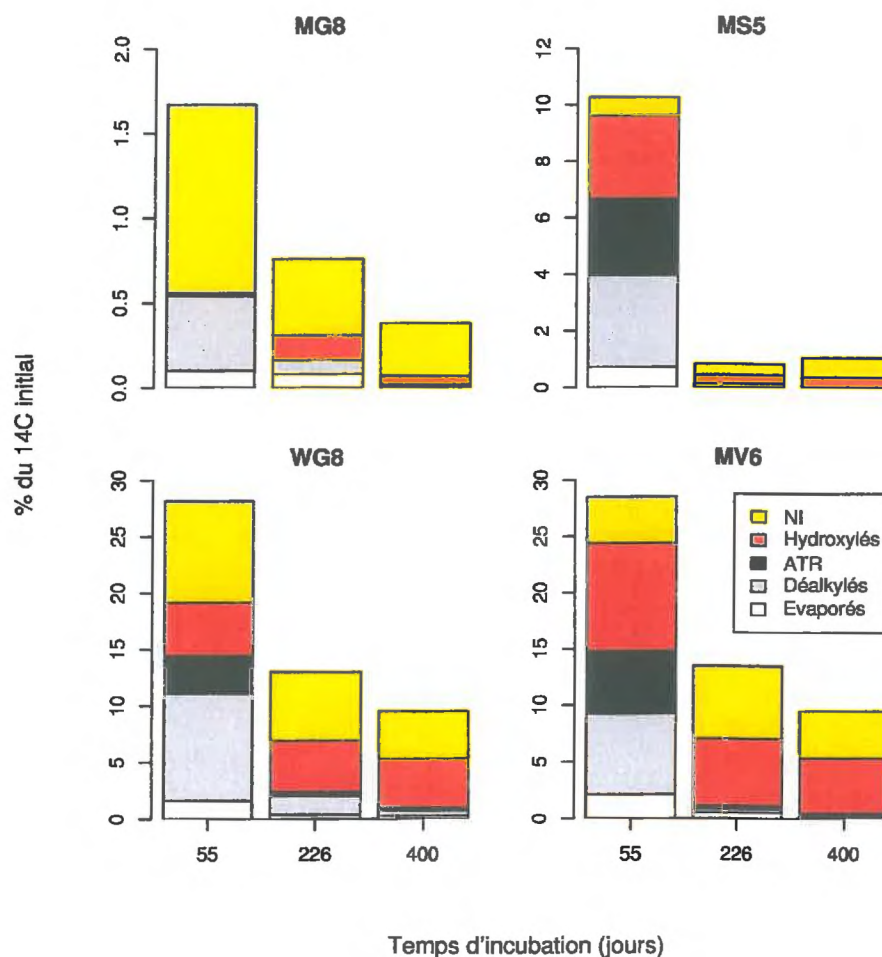 MG8
2.0
1.5
1.0
0.5
0.0
MS5
12
10
8
6
4
2
0
% du 14C initial
WG8
30
25
20
15
10
5
0
55
226
400
MV6
30
25
20
15
10
5
0
NI
Hydroxylés
ATR
Déalkylés
Evaporés
55
226
400
Temps d'incubation (jours)